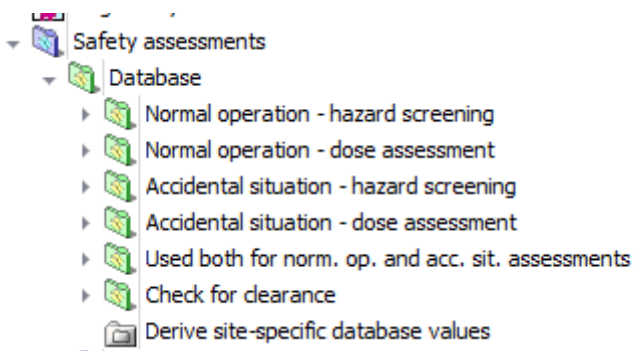 Safety assessments
Database
Normal operation - hazard screening
Normal operation - dose assessment
Accidental situation - hazard screening
Accidental situation - dose assessment
Used both for norm. op. and acc. sit. assessments
Check for clearance
Derive site-specific database values